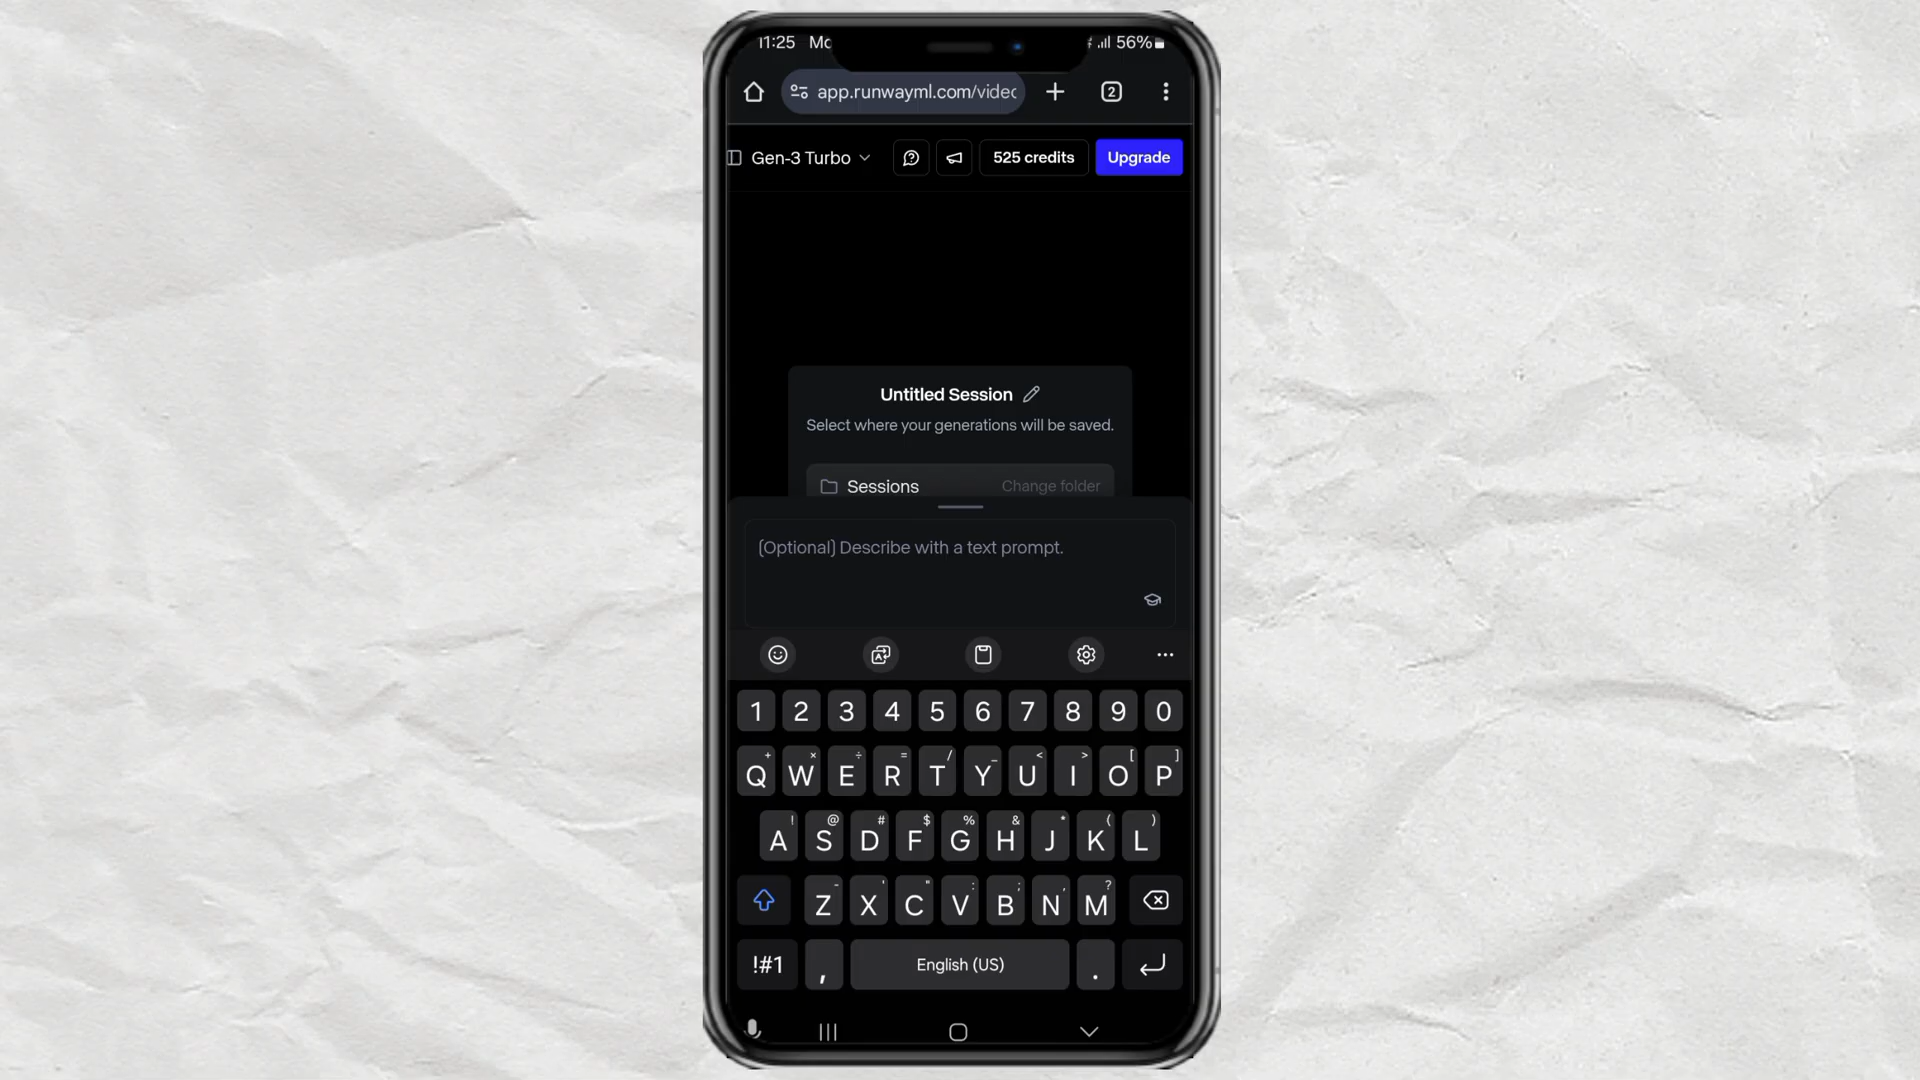 11:25 Mo 56%
app.runwayml.com/video 2
Gen-3 Turbo 525 credits Upgrade
Untitled Session
Select where your generations will be saved.
Sessions Change folder
(Optional) Describe with a text prompt.
1 2 3 4 5 6 7 8 9 0
+ × ÷ = / _ < > [ ]
Q W E R T Y U I O P
! @ # $ % & * ( )
A S D F G H J K L
- ' " : ; , ?
Z X C V B N M
!#1 , English (US) .